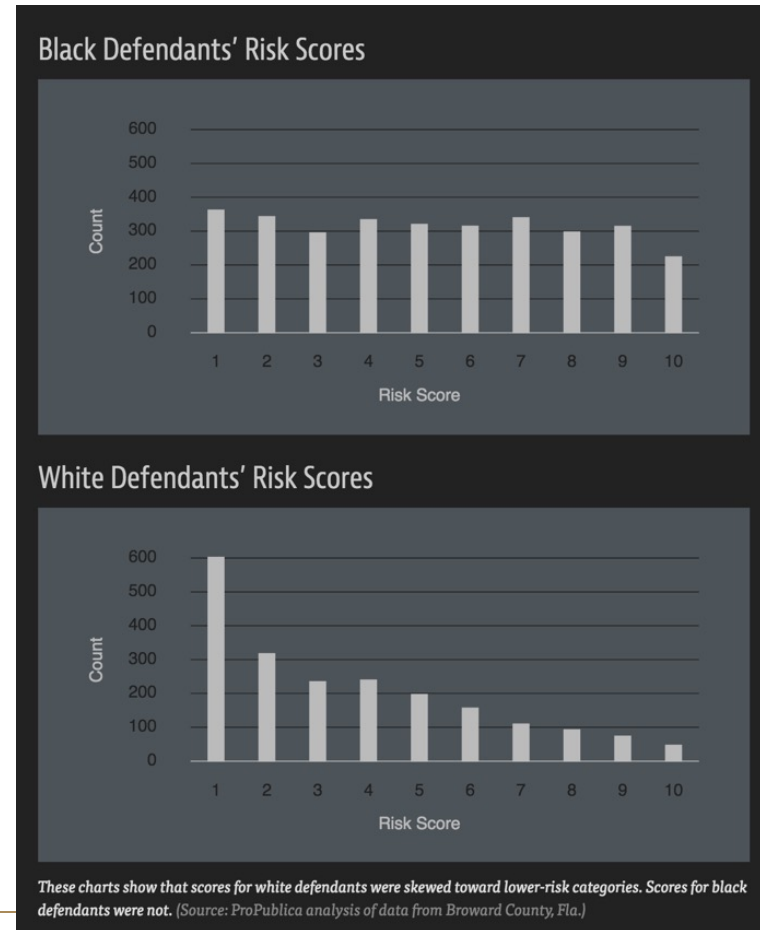 Black Defendants’ Risk Scores
600
500
400
300
200
100
0
Count
1 2 3 4 5 6 7 8 9 10
Risk Score
White Defendants’ Risk Scores
600
500
400
300
200
100
0
Count
1 2 3 4 5 6 7 8 9 10
Risk Score
These charts show that scores for white defendants were skewed toward lower-risk categories. Scores for black
defendants were not. (Source: ProPublica analysis of data from Broward County, Fla.)